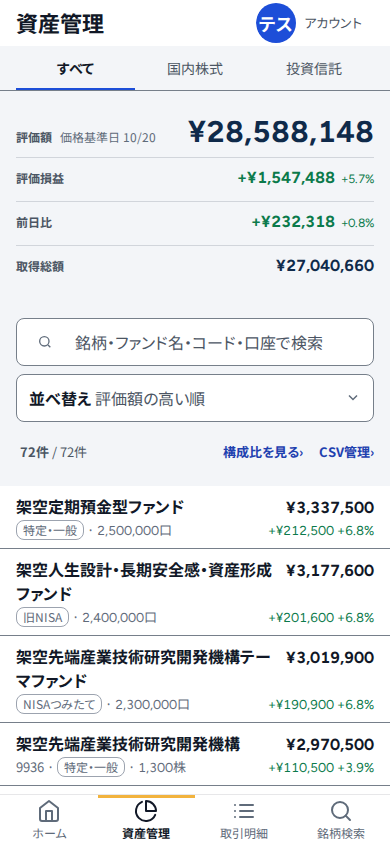 資産管理
テス アカウント
すべて 国内株式 投資信託
評価額 価格基準日 10/20 ¥28,588,148
評価損益 +¥1,547,488 +5.7%
前日比 +¥232,318 +0.8%
取得総額 ¥27,040,660
銘柄・ファンド名・コード・口座で検索
並べ替え 評価額の高い順
72件 / 72件 構成比を見る› CSV管理›
架空定期預金型ファンド ¥3,337,500
特定・一般 · 2,500,000口 +¥212,500 +6.8%
架空人生設計・長期安全感・資産形成 ¥3,177,600
ファンド
旧NISA · 2,400,000口 +¥201,600 +6.8%
架空先端産業技術研究開発機構テー ¥3,019,900
マファンド
NISAつみたて · 2,300,000口 +¥190,900 +6.8%
架空先端産業技術研究開発機構 ¥2,970,500
9936 · 特定・一般 · 1,300株 +¥110,500 +3.9%
ホーム 資産管理 取引明細 銘柄検索